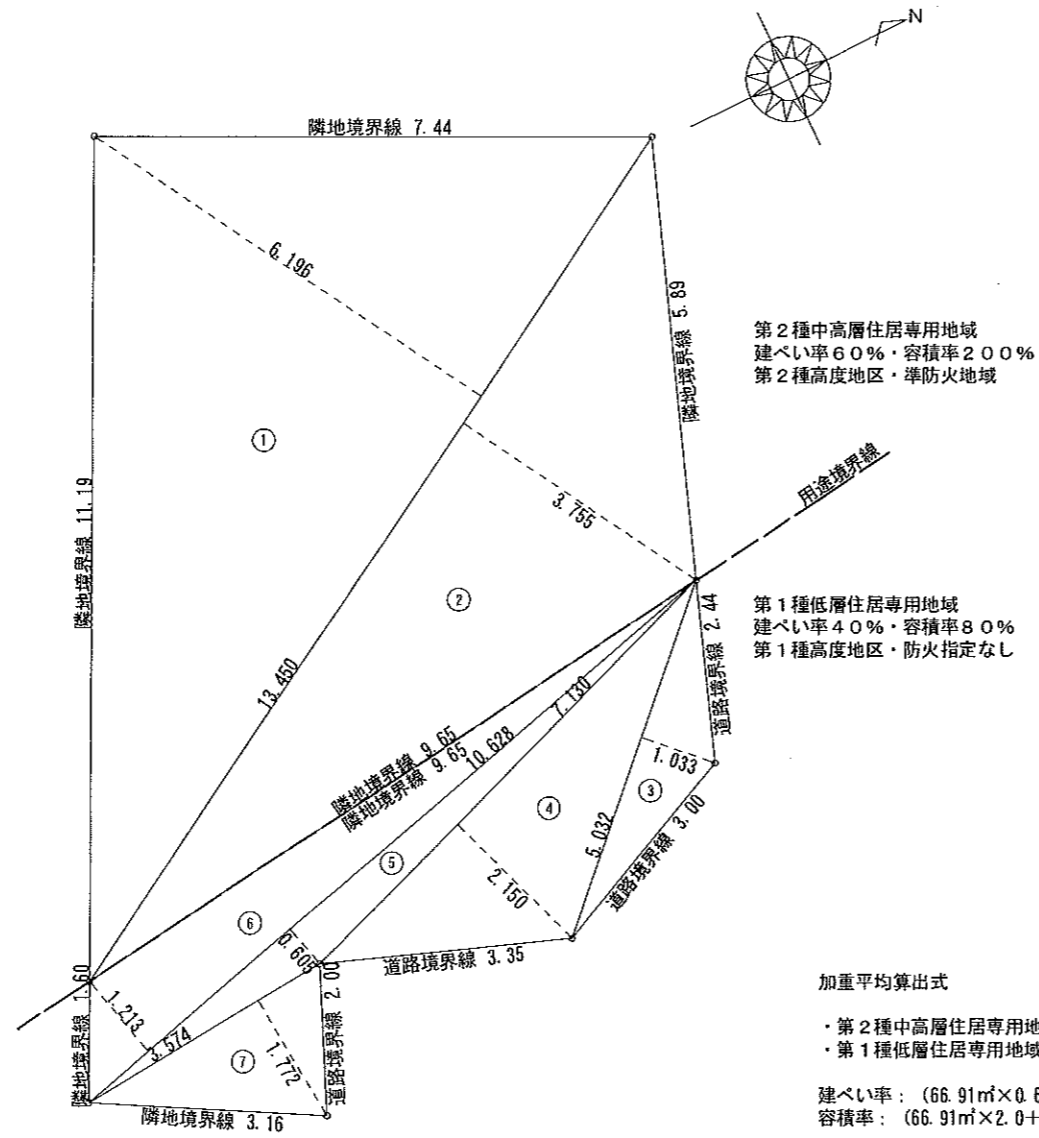 N
隣地境界線 7.44
6.196
隣地境界線 5.89
第2種中高層住居専用地域
建ぺい率60%・容積率200%
第2種高度地区・準防火地域
①
隣地境界線 11.19
3.755
用途境界線
②
第1種低層住居専用地域
建ぺい率40%・容積率80%
第1種高度地区・防火指定なし
道路境界線 2.44
13.450
7.130
10.628
隣地境界線 9.65
隣地境界線 9.65
1.033
③
④
5.032
道路境界線 3.00
⑤
2.150
⑥
0.605
道路境界線 3.35
隣地境界線 1.60
1.213
3.574
道路境界線 2.00
1.772
⑦
隣地境界線 3.16
加重平均算出式
・第2種中高層住居専用地
・第1種低層住居専用地域
建ぺい率: (66.91㎡×0.6
容積率: (66.91㎡×2.0+